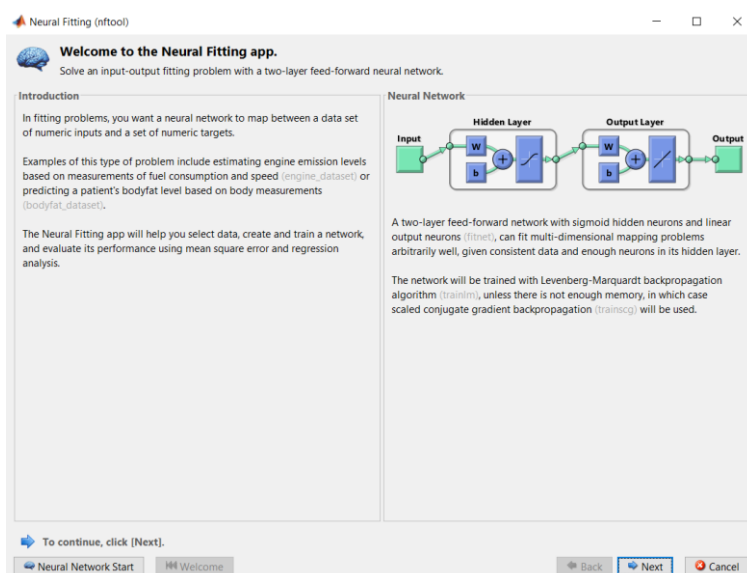 Neural Fitting (nftool)
Welcome to the Neural Fitting app.
Solve an input-output fitting problem with a two-layer feed-forward neural network.
Introduction
In fitting problems, you want a neural network to map between a data set
of numeric inputs and a set of numeric targets.
Examples of this type of problem include estimating engine emission levels
based on measurements of fuel consumption and speed (engine_dataset) or
predicting a patient's bodyfat level based on body measurements
(bodyfat_dataset).
The Neural Fitting app will help you select data, create and train a network,
and evaluate its performance using mean square error and regression
analysis.
Neural Network
Hidden Layer
Output Layer
Input
W
b
+
W
b
+
Output
A two-layer feed-forward network with sigmoid hidden neurons and linear
output neurons (fitnet), can fit multi-dimensional mapping problems
arbitrarily well, given consistent data and enough neurons in its hidden layer.
The network will be trained with Levenberg-Marquardt backpropagation
algorithm (trainlm), unless there is not enough memory, in which case
scaled conjugate gradient backpropagation (trainscg) will be used.
To continue, click [Next].
Neural Network Start
Welcome
Back
Next
Cancel